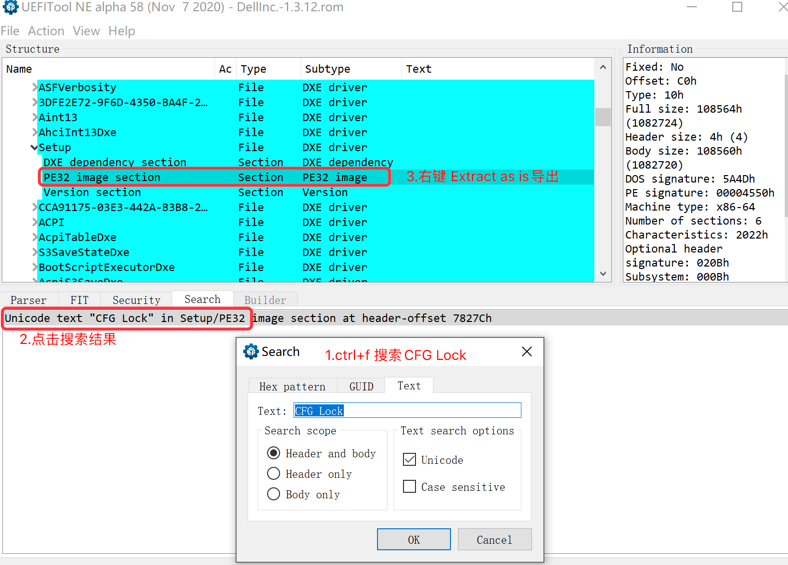 UEFITool NE alpha 58 (Nov 7 2020) - DellInc.-1.3.12.rom
File Action View Help
Structure
Name Ac Type Subtype Text
ASFVerbosity File DXE driver
3DFE2E72-9F6D-4350-BA4F-2… File DXE driver
Aint13 File DXE driver
AhciInt13Dxe File DXE driver
Setup File DXE driver
DXE dependency section Section DXE dependency
PE32 image section Section PE32 image 3.右键 Extract as is导出
Version section Section Version
CCA91175-03E3-442A-B3B8-2… File DXE driver
ACPI File DXE driver
AcpiTableDxe File DXE driver
S3SaveStateDxe File DXE driver
BootScriptExecutorDxe File DXE driver
AcpiS3SaveDxe File DXE driver
Information
Fixed: No
Offset: C0h
Type: 10h
Full size: 108564h
(1082724)
Header size: 4h (4)
Body size: 108560h
(1082720)
DOS signature: 5A4Dh
PE signature: 00004550h
Machine type: x86-64
Number of sections: 6
Characteristics: 2022h
Optional header
signature: 020Bh
Subsystem: 000Bh
Parser FIT Security Search Builder
Unicode text "CFG Lock" in Setup/PE32 image section at header-offset 7827Ch
2.点击搜索结果
Search
1.ctrl+f 搜索CFG Lock
Hex pattern GUID Text
Text: CFG Lock
Search scope
Header and body
Header only
Body only
Text search options
Unicode
Case sensitive
OK Cancel